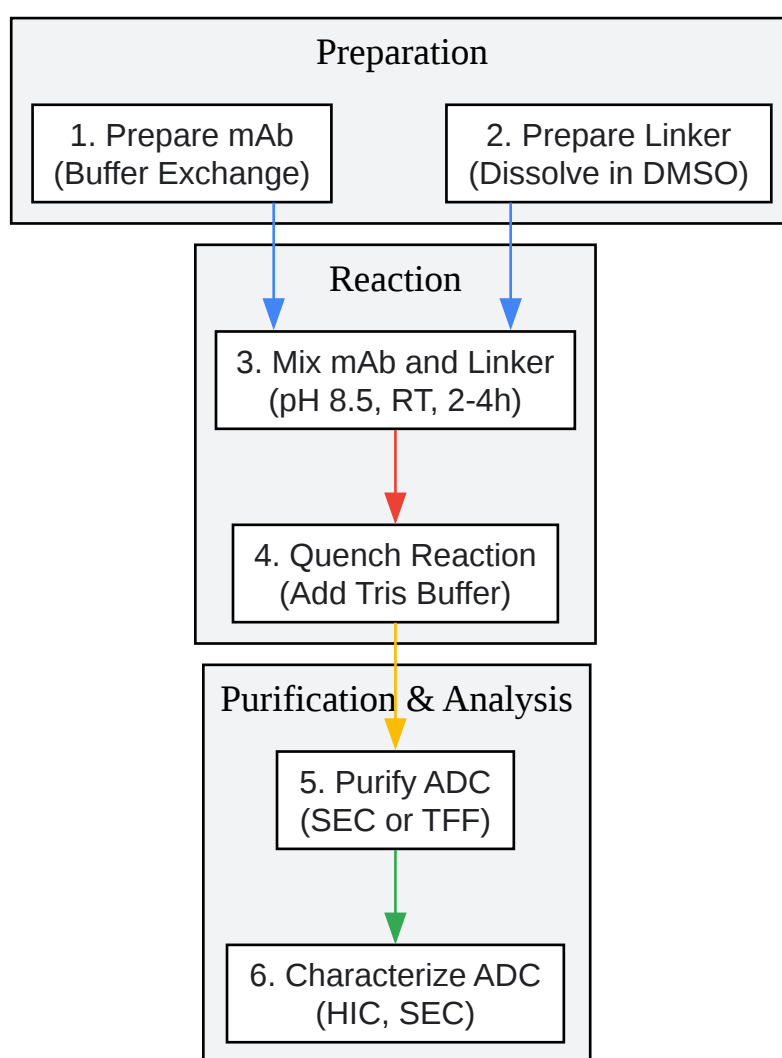 Preparation
1. Prepare mAb
(Buffer Exchange)
2. Prepare Linker
(Dissolve in DMSO)
Reaction
3. Mix mAb and Linker
(pH 8.5, RT, 2-4h)
4. Quench Reaction
(Add Tris Buffer)
Purification & Analysis
5. Purify ADC
(SEC or TFF)
6. Characterize ADC
(HIC, SEC)